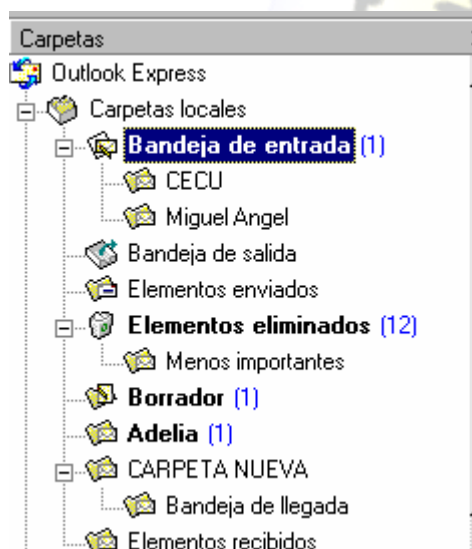 Carpetas
Outlook Express
Carpetas locales
Bandeja de entrada (1)
CECU
Miguel Angel
Bandeja de salida
Elementos enviados
Elementos eliminados (12)
Menos importantes
Borrador (1)
Adelia (1)
CARPETA NUEVA
Bandeja de llegada
Elementos recibidos